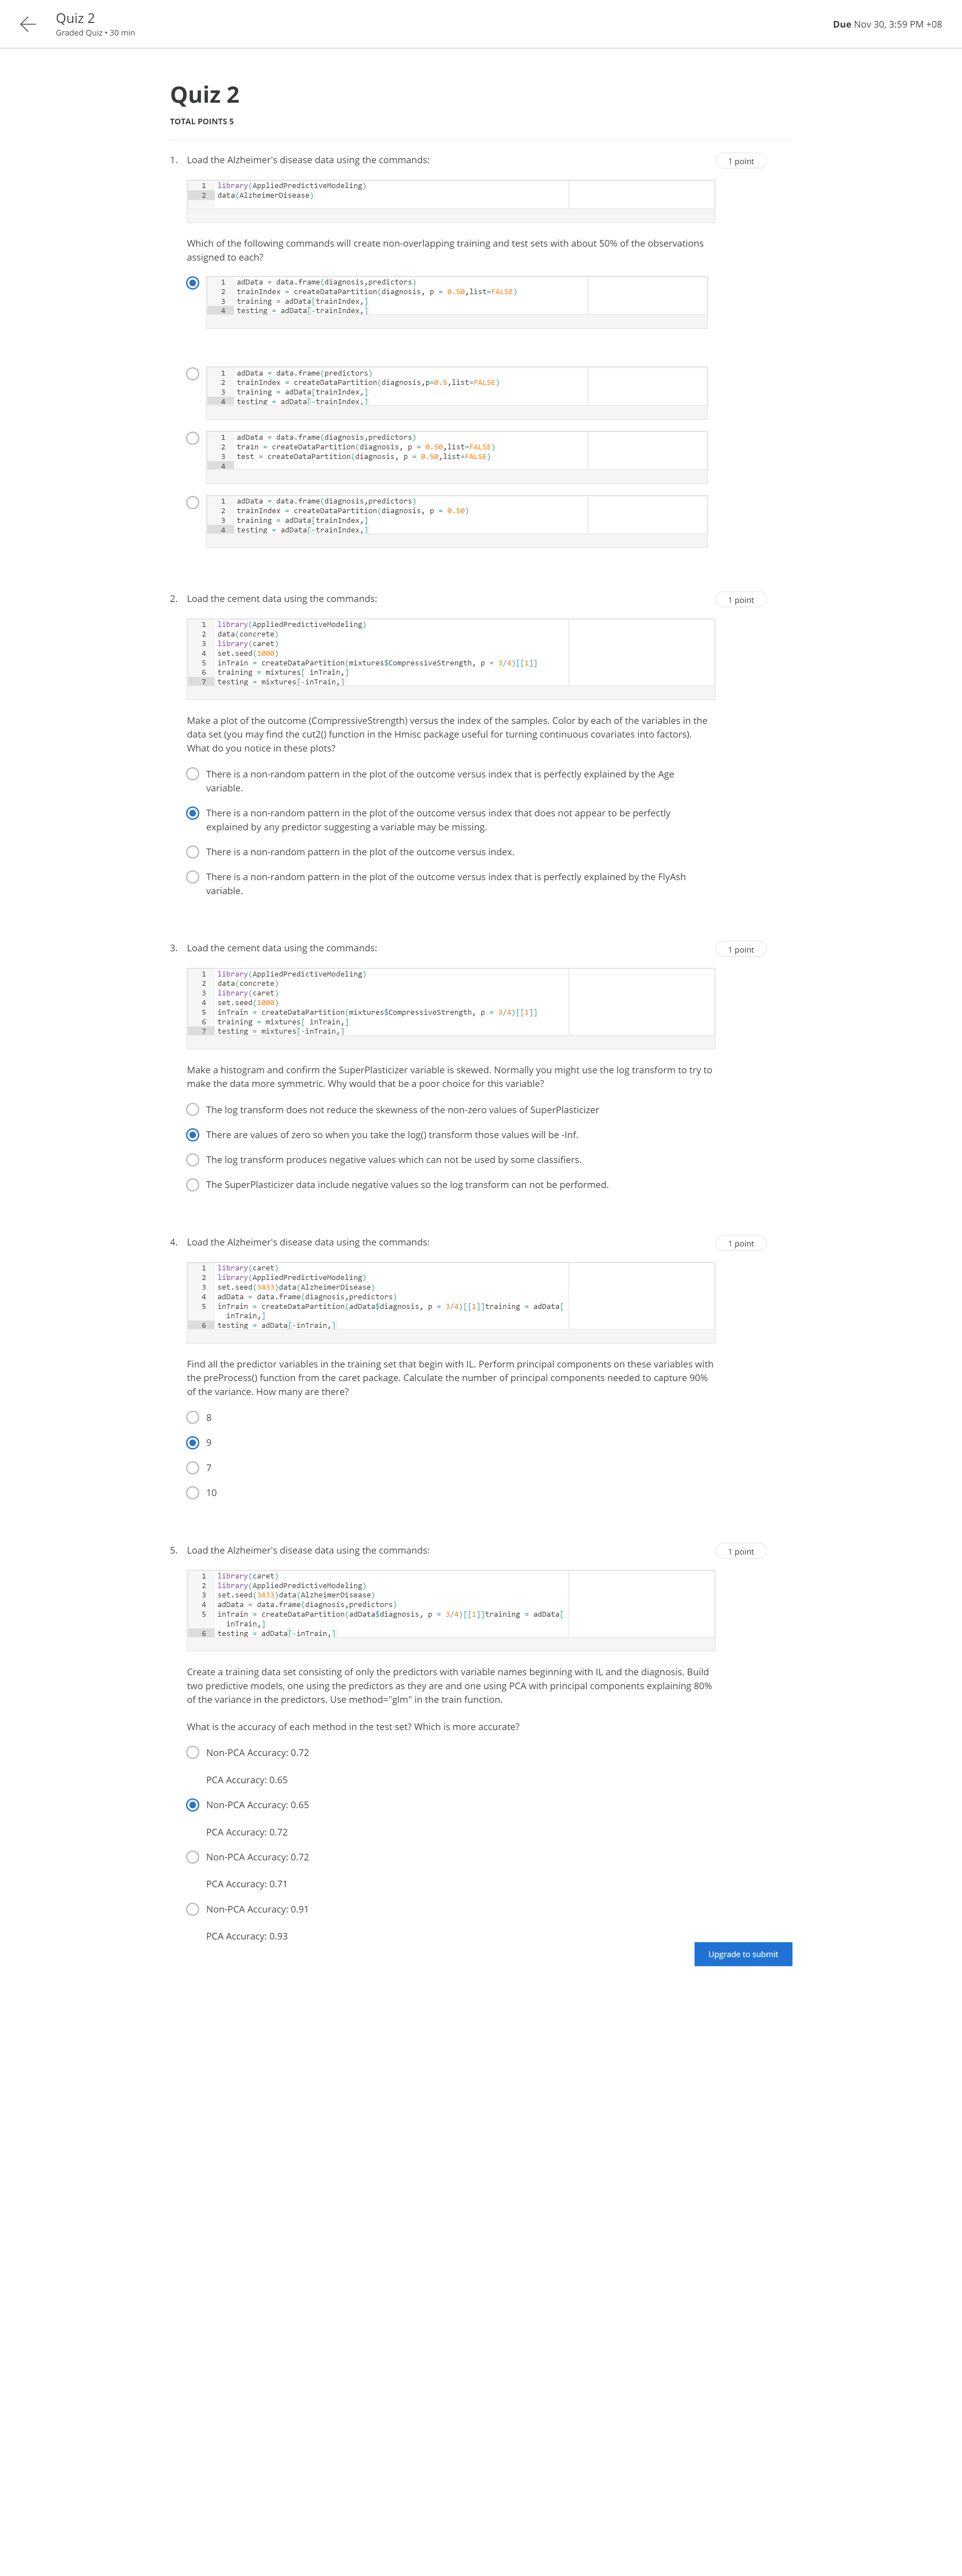 Quiz 2
Graded Quiz • 30 min
Due Nov 30, 3:59 PM +08
Quiz 2
TOTAL POINTS 5
1. Load the Alzheimer's disease data using the commands:
1 point
1 library(AppliedPredictiveModeling)
2 data(AlzheimerDisease)
Which of the following commands will create non-overlapping training and test sets with about 50% of the observations
assigned to each?
1 adData = data.frame(diagnosis,predictors)
2 trainIndex = createDataPartition(diagnosis, p = 0.50,list=FALSE)
3 training = adData[trainIndex,]
4 testing = adData[-trainIndex,]
1 adData = data.frame(predictors)
2 trainIndex = createDataPartition(diagnosis,p=0.5,list=FALSE)
3 training = adData[trainIndex,]
4 testing = adData[-trainIndex,]
1 adData = data.frame(diagnosis,predictors)
2 train = createDataPartition(diagnosis, p = 0.50,list=FALSE)
3 test = createDataPartition(diagnosis, p = 0.50,list=FALSE)
4
1 adData = data.frame(diagnosis,predictors)
2 trainIndex = createDataPartition(diagnosis, p = 0.50)
3 training = adData[trainIndex,]
4 testing = adData[-trainIndex,]
2. Load the cement data using the commands:
1 point
1 library(AppliedPredictiveModeling)
2 data(concrete)
3 library(caret)
4 set.seed(1000)
5 inTrain = createDataPartition(mixtures$CompressiveStrength, p = 3/4)[[1]]
6 training = mixtures[ inTrain,]
7 testing = mixtures[-inTrain,]
Make a plot of the outcome (CompressiveStrength) versus the index of the samples. Color by each of the variables in the
data set (you may find the cut2() function in the Hmisc package useful for turning continuous covariates into factors).
What do you notice in these plots?
There is a non-random pattern in the plot of the outcome versus index that is perfectly explained by the Age
variable.
There is a non-random pattern in the plot of the outcome versus index that does not appear to be perfectly
explained by any predictor suggesting a variable may be missing.
There is a non-random pattern in the plot of the outcome versus index.
There is a non-random pattern in the plot of the outcome versus index that is perfectly explained by the FlyAsh
variable.
3. Load the cement data using the commands:
1 point
1 library(AppliedPredictiveModeling)
2 data(concrete)
3 library(caret)
4 set.seed(1000)
5 inTrain = createDataPartition(mixtures$CompressiveStrength, p = 3/4)[[1]]
6 training = mixtures[ inTrain,]
7 testing = mixtures[-inTrain,]
Make a histogram and confirm the SuperPlasticizer variable is skewed. Normally you might use the log transform to try to
make the data more symmetric. Why would that be a poor choice for this variable?
The log transform does not reduce the skewness of the non-zero values of SuperPlasticizer
There are values of zero so when you take the log() transform those values will be -Inf.
The log transform produces negative values which can not be used by some classifiers.
The SuperPlasticizer data include negative values so the log transform can not be performed.
4. Load the Alzheimer's disease data using the commands:
1 point
1 library(caret)
2 library(AppliedPredictiveModeling)
3 set.seed(3433)data(AlzheimerDisease)
4 adData = data.frame(diagnosis,predictors)
5 inTrain = createDataPartition(adData$diagnosis, p = 3/4)[[1]]training = adData[
inTrain,]
6 testing = adData[-inTrain,]
Find all the predictor variables in the training set that begin with IL. Perform principal components on these variables with
the preProcess() function from the caret package. Calculate the number of principal components needed to capture 90%
of the variance. How many are there?
8
9
7
10
5. Load the Alzheimer's disease data using the commands:
1 point
1 library(caret)
2 library(AppliedPredictiveModeling)
3 set.seed(3433)data(AlzheimerDisease)
4 adData = data.frame(diagnosis,predictors)
5 inTrain = createDataPartition(adData$diagnosis, p = 3/4)[[1]]training = adData[
inTrain,]
6 testing = adData[-inTrain,]
Create a training data set consisting of only the predictors with variable names beginning with IL and the diagnosis. Build
two predictive models, one using the predictors as they are and one using PCA with principal components explaining 80%
of the variance in the predictors. Use method="glm" in the train function.
What is the accuracy of each method in the test set? Which is more accurate?
Non-PCA Accuracy: 0.72
PCA Accuracy: 0.65
Non-PCA Accuracy: 0.65
PCA Accuracy: 0.72
Non-PCA Accuracy: 0.72
PCA Accuracy: 0.71
Non-PCA Accuracy: 0.91
PCA Accuracy: 0.93
Upgrade to submit